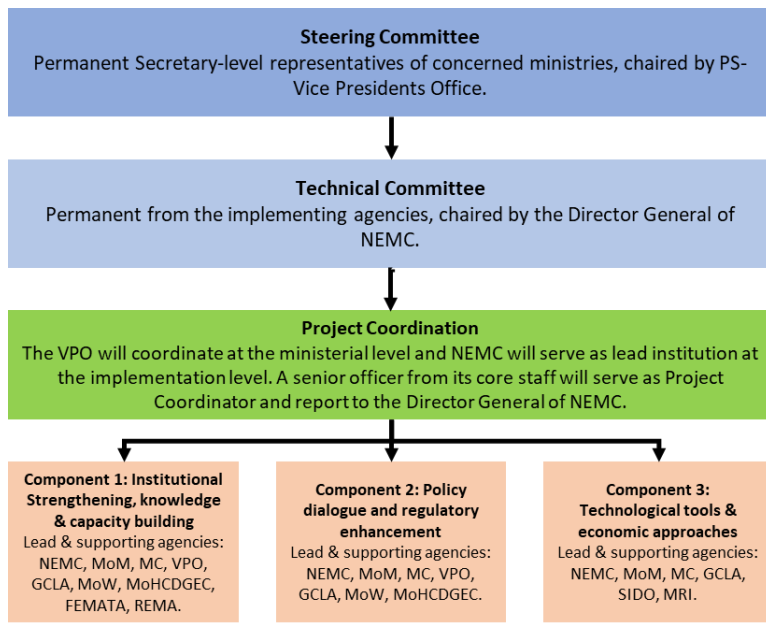 Steering Committee
Permanent Secretary-level representatives of concerned ministries, chaired by PS-
Vice Presidents Office.
Technical Committee
Permanent from the implementing agencies, chaired by the Director General of
NEMC.
Project Coordination
The VPO will coordinate at the ministerial level and NEMC will serve as lead institution at
the implementation level. A senior officer from its core staff will serve as Project
Coordinator and report to the Director General of NEMC.
Component 1: Institutional
Strengthening, knowledge
& capacity building
Lead & supporting agencies:
NEMC, MoM, MC, VPO,
GCLA, MoW, MoHCDGEC,
FEMATA, REMA.
Component 2: Policy
dialogue and regulatory
enhancement
Lead & supporting agencies:
NEMC, MoM, MC, VPO,
GCLA, MoW, MoHCDGEC.
Component 3:
Technological tools &
economic approaches
Lead & supporting agencies:
NEMC, MoM, MC, GCLA,
SIDO, MRI.